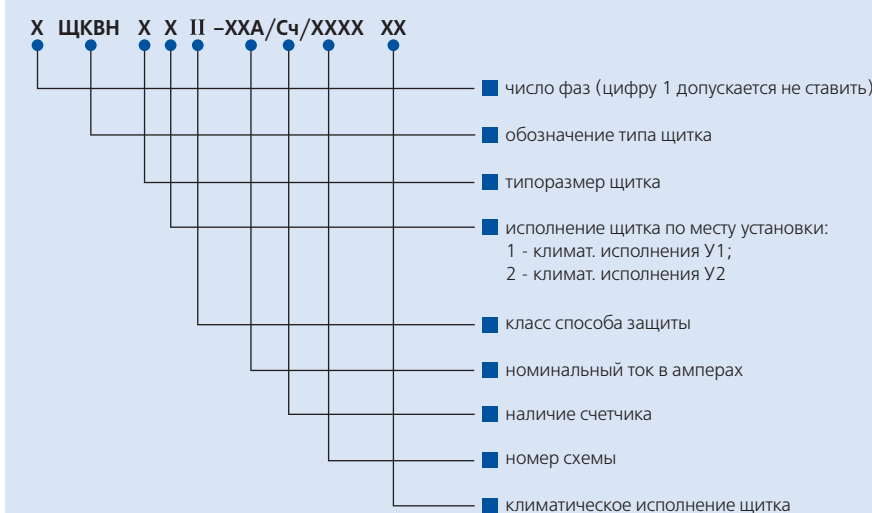 Х ЩКВН Х Х II –ХХА/Сч/ХХХХ ХХ
число фаз (цифру 1 допускается не ставить)
обозначение типа щитка
типоразмер щитка
исполнение щитка по месту установки:
1 - климат. исполнения У1;
2 - климат. исполнения У2
класс способа защиты
номинальный ток в амперах
наличие счетчика
номер схемы
климатическое исполнение щитка